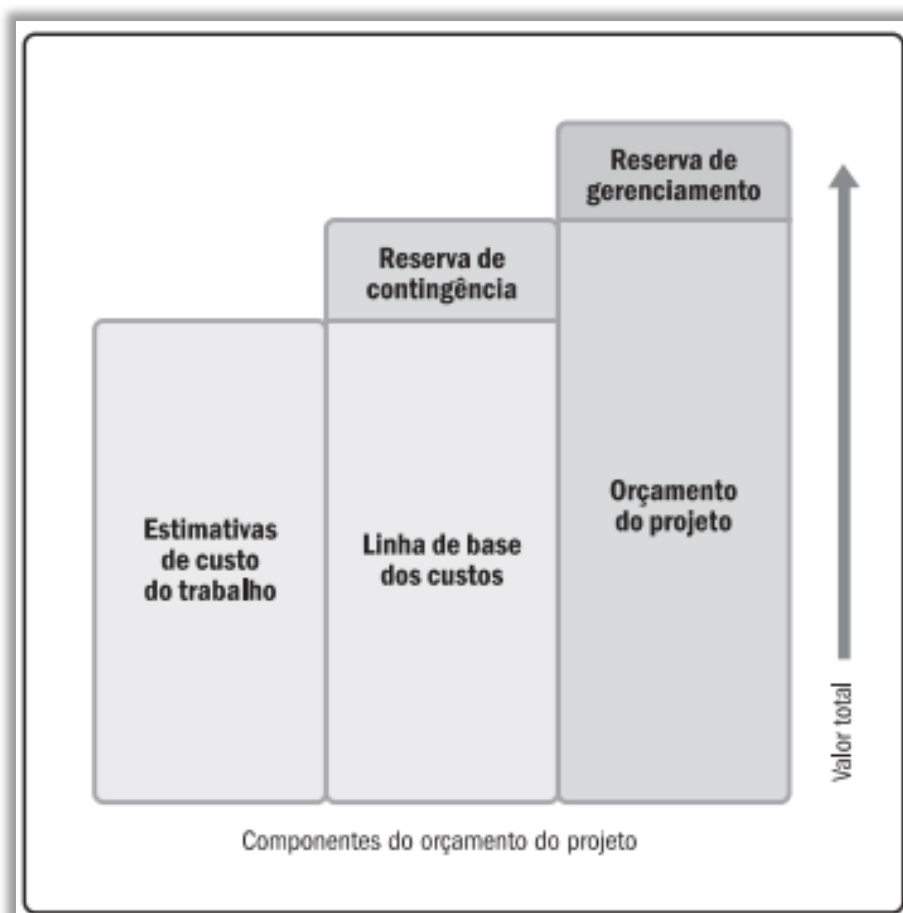 Reserva de
gerenciamento
Reserva de
contingência
Estimativas
de custo
do trabalho
Linha de base
dos custos
Orçamento
do projeto
Valor total
Componentes do orçamento do projeto